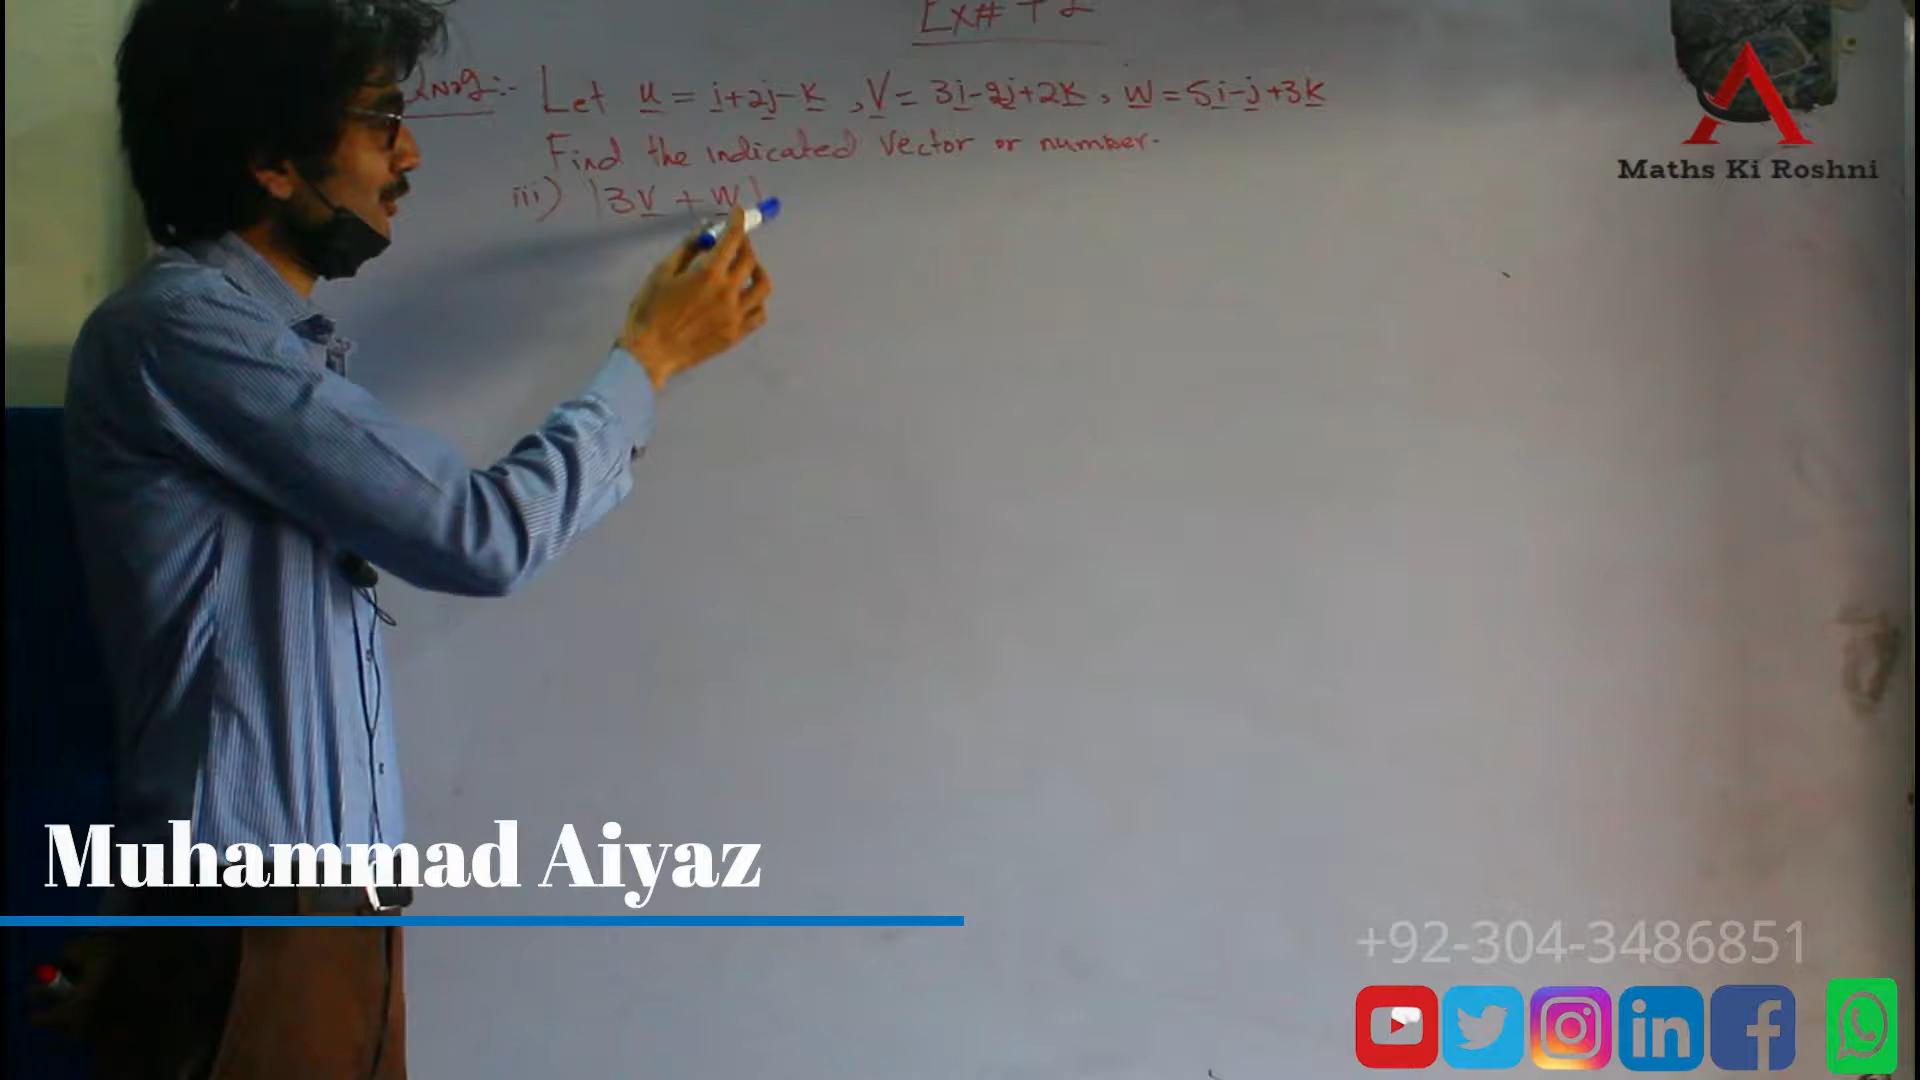 Ex# 7.2
Let u = i+2j-k , V = 3i-2j+2k , w = 5i-j+3k
Find the indicated Vector or number.
iii) |3V + W|
Maths Ki Roshni
Muhammad Aiyaz
+92-304-3486851
in